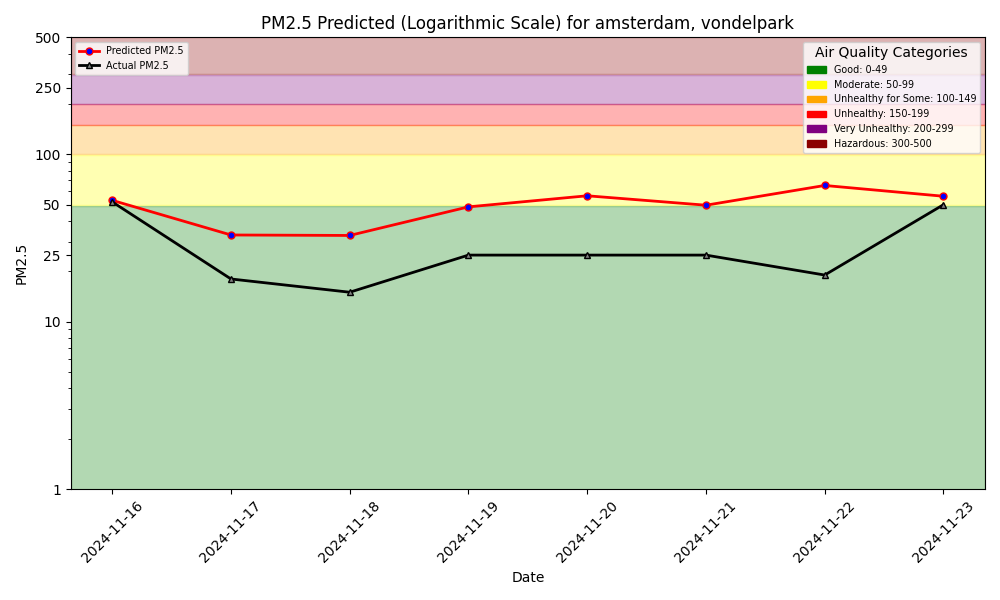 PM2.5 Predicted (Logarithmic Scale) for amsterdam, vondelpark
Predicted PM2.5
Actual PM2.5
Air Quality Categories
Good: 0-49
Moderate: 50-99
Unhealthy for Some: 100-149
Unhealthy: 150-199
Very Unhealthy: 200-299
Hazardous: 300-500
500
250
100
50
25
10
1
PM2.5
2024-11-16
2024-11-17
2024-11-18
2024-11-19
2024-11-20
2024-11-21
2024-11-22
2024-11-23
Date